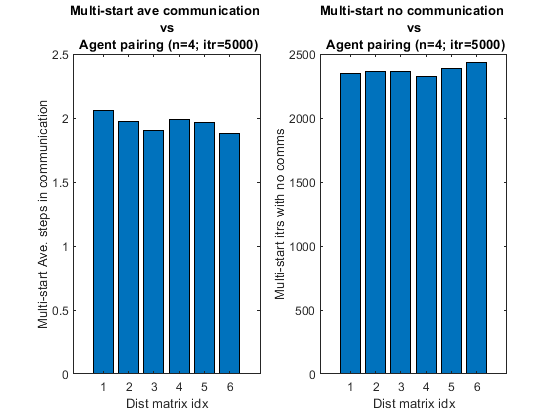 Multi-start ave communication
vs
Agent pairing (n=4; itr=5000)
2.5
2
1.5
1
0.5
0
Multi-start Ave. steps in communication
1 2 3 4 5 6
Dist matrix idx
Multi-start no communication
vs
Agent pairing (n=4; itr=5000)
2500
2000
1500
1000
500
0
Multi-start itrs with no comms
1 2 3 4 5 6
Dist matrix idx